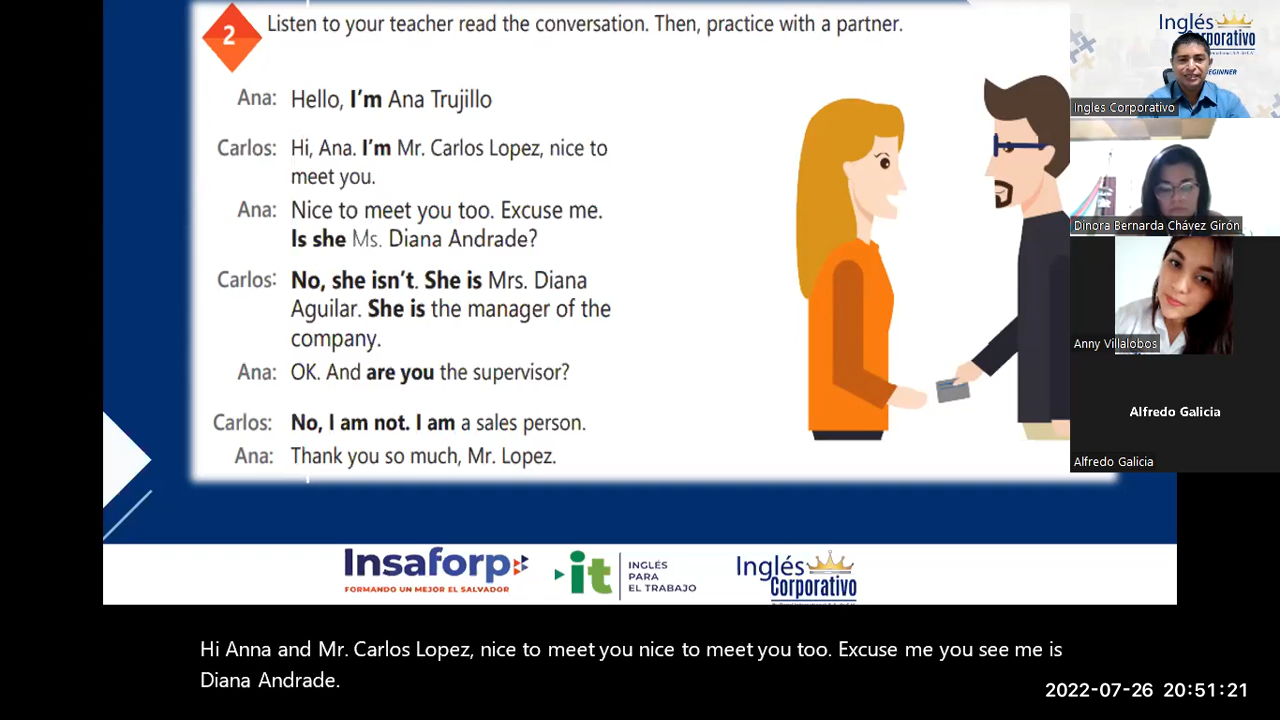 2
Listen to your teacher read the conversation. Then, practice with a partner.
Ana: Hello, I'm Ana Trujillo
Carlos: Hi, Ana. I'm Mr. Carlos Lopez, nice to
meet you.
Ana: Nice to meet you too. Excuse me.
Is she Ms. Diana Andrade?
Carlos: No, she isn't. She is Mrs. Diana
Aguilar. She is the manager of the
company.
Ana: OK. And are you the supervisor?
Carlos: No, I am not. I am a sales person.
Ana: Thank you so much, Mr. Lopez.
Inglés
Corporativo
Ingles Corporativo
Dinora Bernarda Chávez Girón
Anny Villalobos
Alfredo Galicia
Alfredo Galicia
Insaforp
FORMANDO UN MEJOR EL SALVADOR
it
INGLÉS
PARA
EL TRABAJO
Inglés
Corporativo
Hi Anna and Mr. Carlos Lopez, nice to meet you nice to meet you too. Excuse me you see me is
Diana Andrade.
2022-07-26 20:51:21